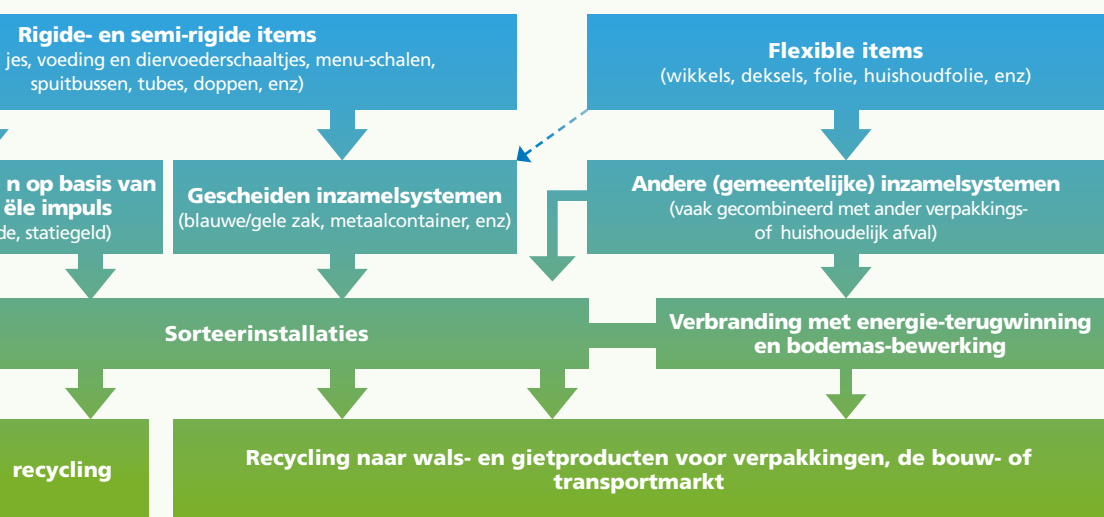 Rigide- en semi-rigide items
jes, voeding en diervoederschaaltjes, menu-schalen,
spuitbussen, tubes, doppen, enz)
Flexible items
(wikkels, deksels, folie, huishoudfolie, enz)
n op basis van
ële impuls
de, statiegeld)
Gescheiden inzamelsystemen
(blauwe/gele zak, metaalcontainer, enz)
Andere (gemeentelijke) inzamelsystemen
(vaak gecombineerd met ander verpakkings-
of huishoudelijk afval)
Sorteerinstallaties
Verbranding met energie-terugwinning
en bodemas-bewerking
recycling
Recycling naar wals- en gietproducten voor verpakkingen, de bouw- of
transportmarkt